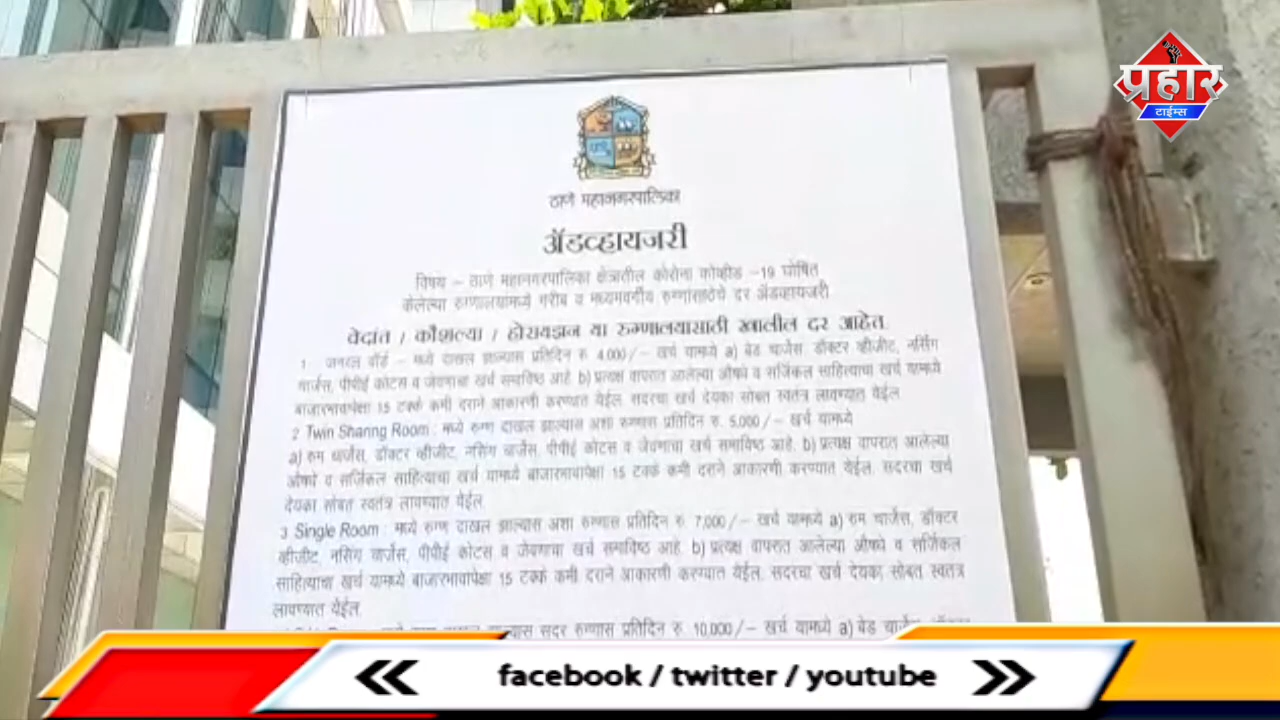 प्रहार
टाईम्स
ठाणे महानगरपालिका
ॲडव्हायजरी
विषय – ठाणे महानगरपालिका क्षेत्रातील कोरोना कोव्हीड –19 घोषित
केलेल्या रुग्णालयामध्ये गरीब व मध्यमवर्गीय रुग्णांसाठीचे दर ॲडव्हायजरी
वेदांत / कौशल्या / होरायझन या रुग्णालयासाठी खालील दर आहेत.
1 जनरल वॉर्ड – मध्ये दाखल झाल्यास प्रतिदिन रु 4,000/– खर्च यामध्ये a) बेड चार्जेस, डॉक्टर व्हीजीट, नर्सिंग
चार्जेस, पीपीई कीटस व जेवणाचा खर्च समाविष्ठ आहे. b) प्रत्यक्ष वापरात आलेल्या औषधे व सर्जिकल साहित्याचा खर्च यामध्ये
बाजारभावापेक्षा 15 टक्के कमी दराने आकारणी करण्यात येईल. सदरचा खर्च देयका सोबत स्वतंत्र लावण्यात येईल.
2 Twin Sharing Room : मध्ये रुग्ण दाखल झाल्यास अशा रुग्णास प्रतिदिन रु. 5,000/– खर्च यामध्ये
a) रुम चार्जेस, डॉक्टर व्हीजीट, नर्सिंग चार्जेस, पीपीई कीटस व जेवणाचा खर्च समाविष्ठ आहे. b) प्रत्यक्ष वापरात आलेल्या
औषधे व सर्जिकल साहित्याचा खर्च यामध्ये बाजारभावापेक्षा 15 टक्के कमी दराने आकारणी करण्यात येईल. सदरचा खर्च
देयका सोबत स्वतंत्र लावण्यात येईल
3 Single Room : मध्ये रुग्ण दाखल झाल्यास अशा रुग्णास प्रतिदिन रु 7,000/– खर्च यामध्ये a) रुम चार्जेस, डॉक्टर
व्हीजीट, नर्सिंग चार्जेस, पीपीई कीटस व जेवणाचा खर्च समाविष्ठ आहे. b) प्रत्यक्ष वापरात आलेल्या औषधे व सर्जिकल
साहित्याचा खर्च यामध्ये बाजारभावापेक्षा 15 टक्के कमी दराने आकारणी करण्यात येईल. सदरचा खर्च देयका सोबत स्वतंत्र
लावण्यात येईल.
दाखल झाल्यास सदर रुग्णास प्रतिदिन रु. 10,000/– खर्च यामध्ये a) बेड
facebook / twitter / youtube